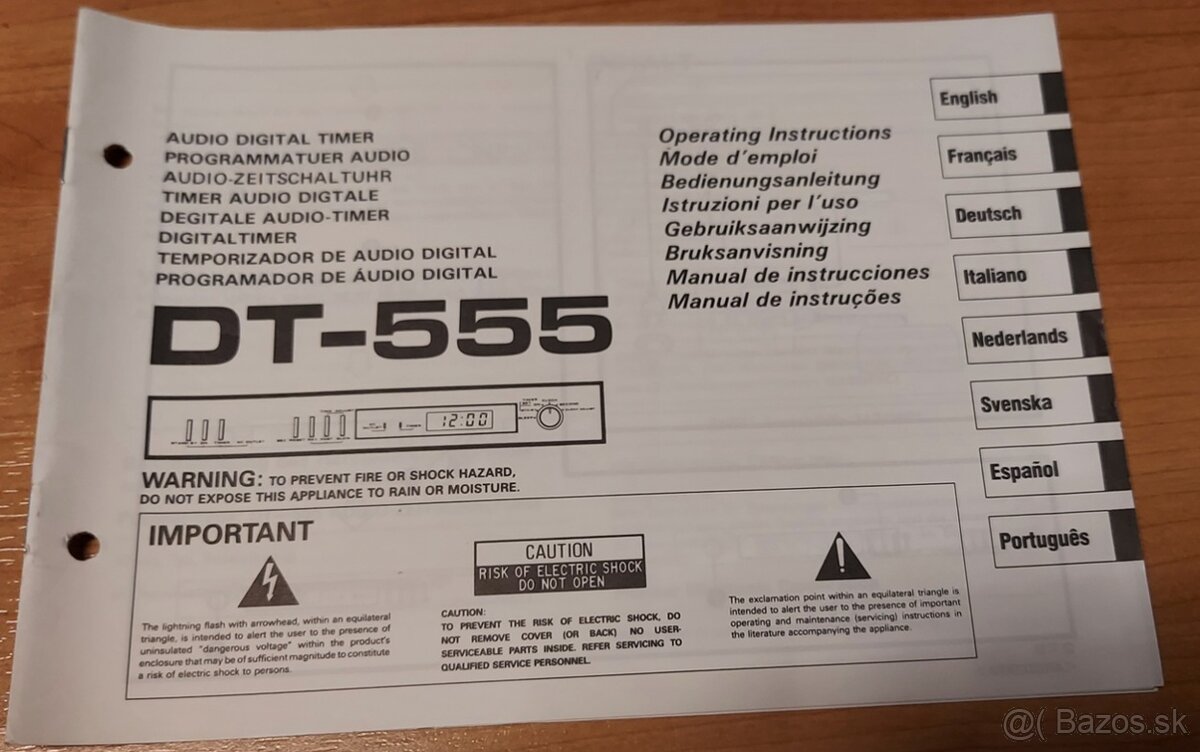 AUDIO DIGITAL TIMER
PROGRAMMATUER AUDIO
AUDIO-ZEITSCHALTUHR
TIMER AUDIO DIGTALE
DEGITALE AUDIO-TIMER
DIGITALTIMER
TEMPORIZADOR DE AUDIO DIGITAL
PROGRAMADOR DE ÁUDIO DIGITAL
DT-555
Operating Instructions
Mode d'emploi
Bedienungsanleitung
Istruzioni per l'uso
Gebruiksaanwijzing
Bruksanvisning
Manual de instrucciones
Manual de instruções
English
Français
Deutsch
Italiano
Nederlands
Svenska
Español
Português
12:00
WARNING: TO PREVENT FIRE OR SHOCK HAZARD,
DO NOT EXPOSE THIS APPLIANCE TO RAIN OR MOISTURE.
IMPORTANT
The lightning flash with arrowhead, within an equilateral
triangle, is intended to alert the user to the presence of
uninsulated "dangerous voltage" within the product's
enclosure that may be of sufficient magnitude to constitute
a risk of electric shock to persons.
CAUTION
RISK OF ELECTRIC SHOCK
DO NOT OPEN
CAUTION:
TO PREVENT THE RISK OF ELECTRIC SHOCK, DO
NOT REMOVE COVER (OR BACK) NO USER-
SERVICEABLE PARTS INSIDE. REFER SERVICING TO
QUALIFIED SERVICE PERSONNEL.
The exclamation point within an equilateral triangle is
intended to alert the user to the presence of important
operating and maintenance (servicing) instructions in
the literature accompanying the appliance.
@( Bazos.sk